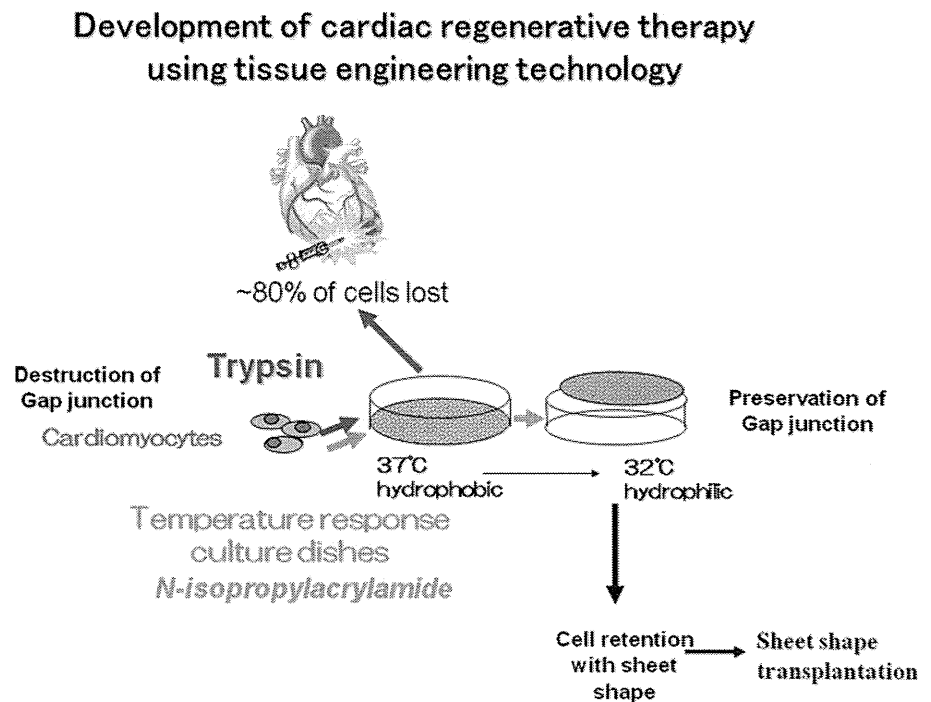 Development of cardiac regenerative therapy
using tissue engineering technology
~80% of cells lost
Trypsin
Destruction of
Gap junction
Cardiomyocytes
Preservation of
Gap junction
37℃
hydrophobic
32℃
hydrophilic
Temperature response
culture dishes
N-isopropylacrylamide
Cell retention
with sheet
shape
Sheet shape
transplantation